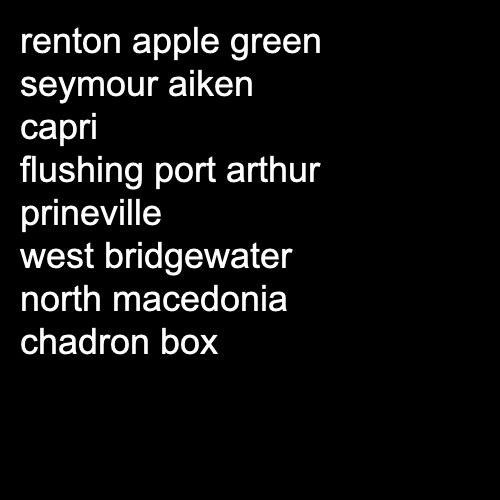 renton apple green
seymour aiken
capri
flushing port arthur
prineville
west bridgewater
north macedonia
chadron box